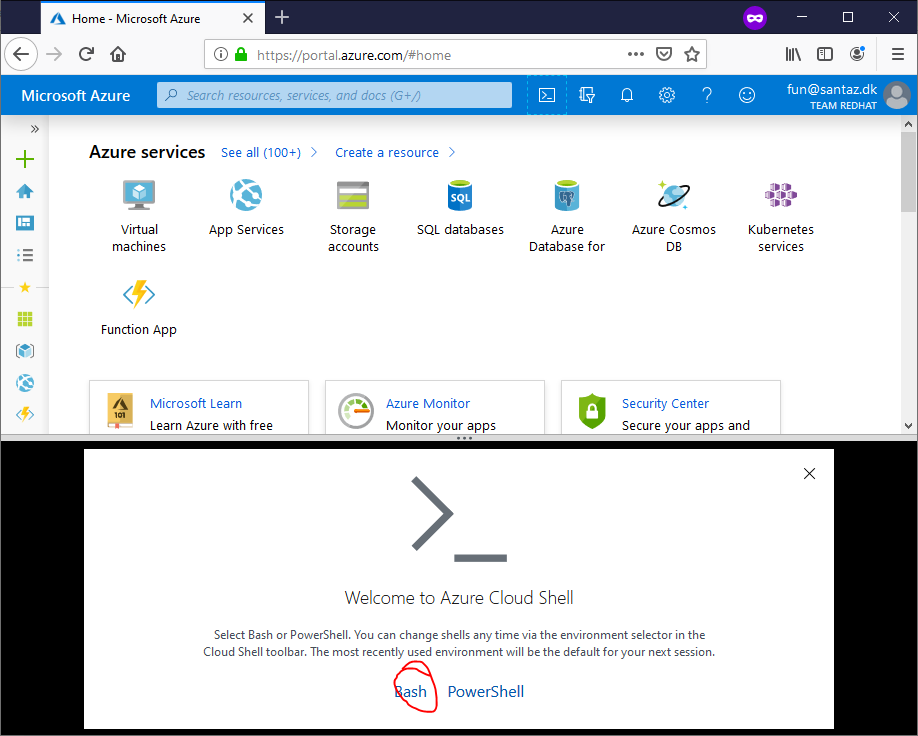 Home - Microsoft Azure
https://portal.azure.com/#home
Microsoft Azure
Search resources, services, and docs (G+/)
fun@santaz.dk
TEAM REDHAT
Azure services
See all (100+)
Create a resource
Virtual
machines
App Services
Storage
accounts
SQL
SQL databases
Azure
Database for
Azure Cosmos
DB
Kubernetes
services
Function App
101
Microsoft Learn
Learn Azure with free
Azure Monitor
Monitor your apps
Security Center
Secure your apps and
Welcome to Azure Cloud Shell
Select Bash or PowerShell. You can change shells any time via the environment selector in the
Cloud Shell toolbar. The most recently used environment will be the default for your next session.
Bash
PowerShell